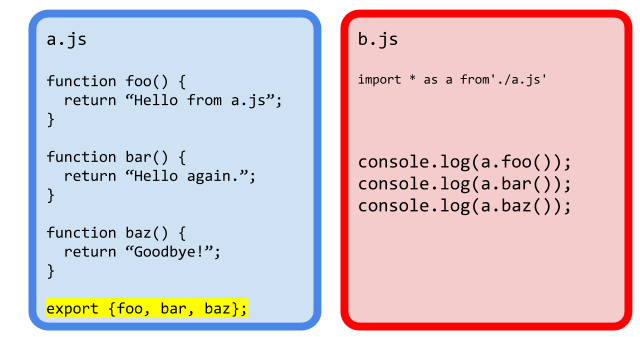 a.js
function foo() {
return “Hello from a.js”;
}
function bar() {
return “Hello again.”;
}
function baz() {
return “Goodbye!”;
}
export {foo, bar, baz};
b.js
import * as a from'./a.js'
console.log(a.foo());
console.log(a.bar());
console.log(a.baz());